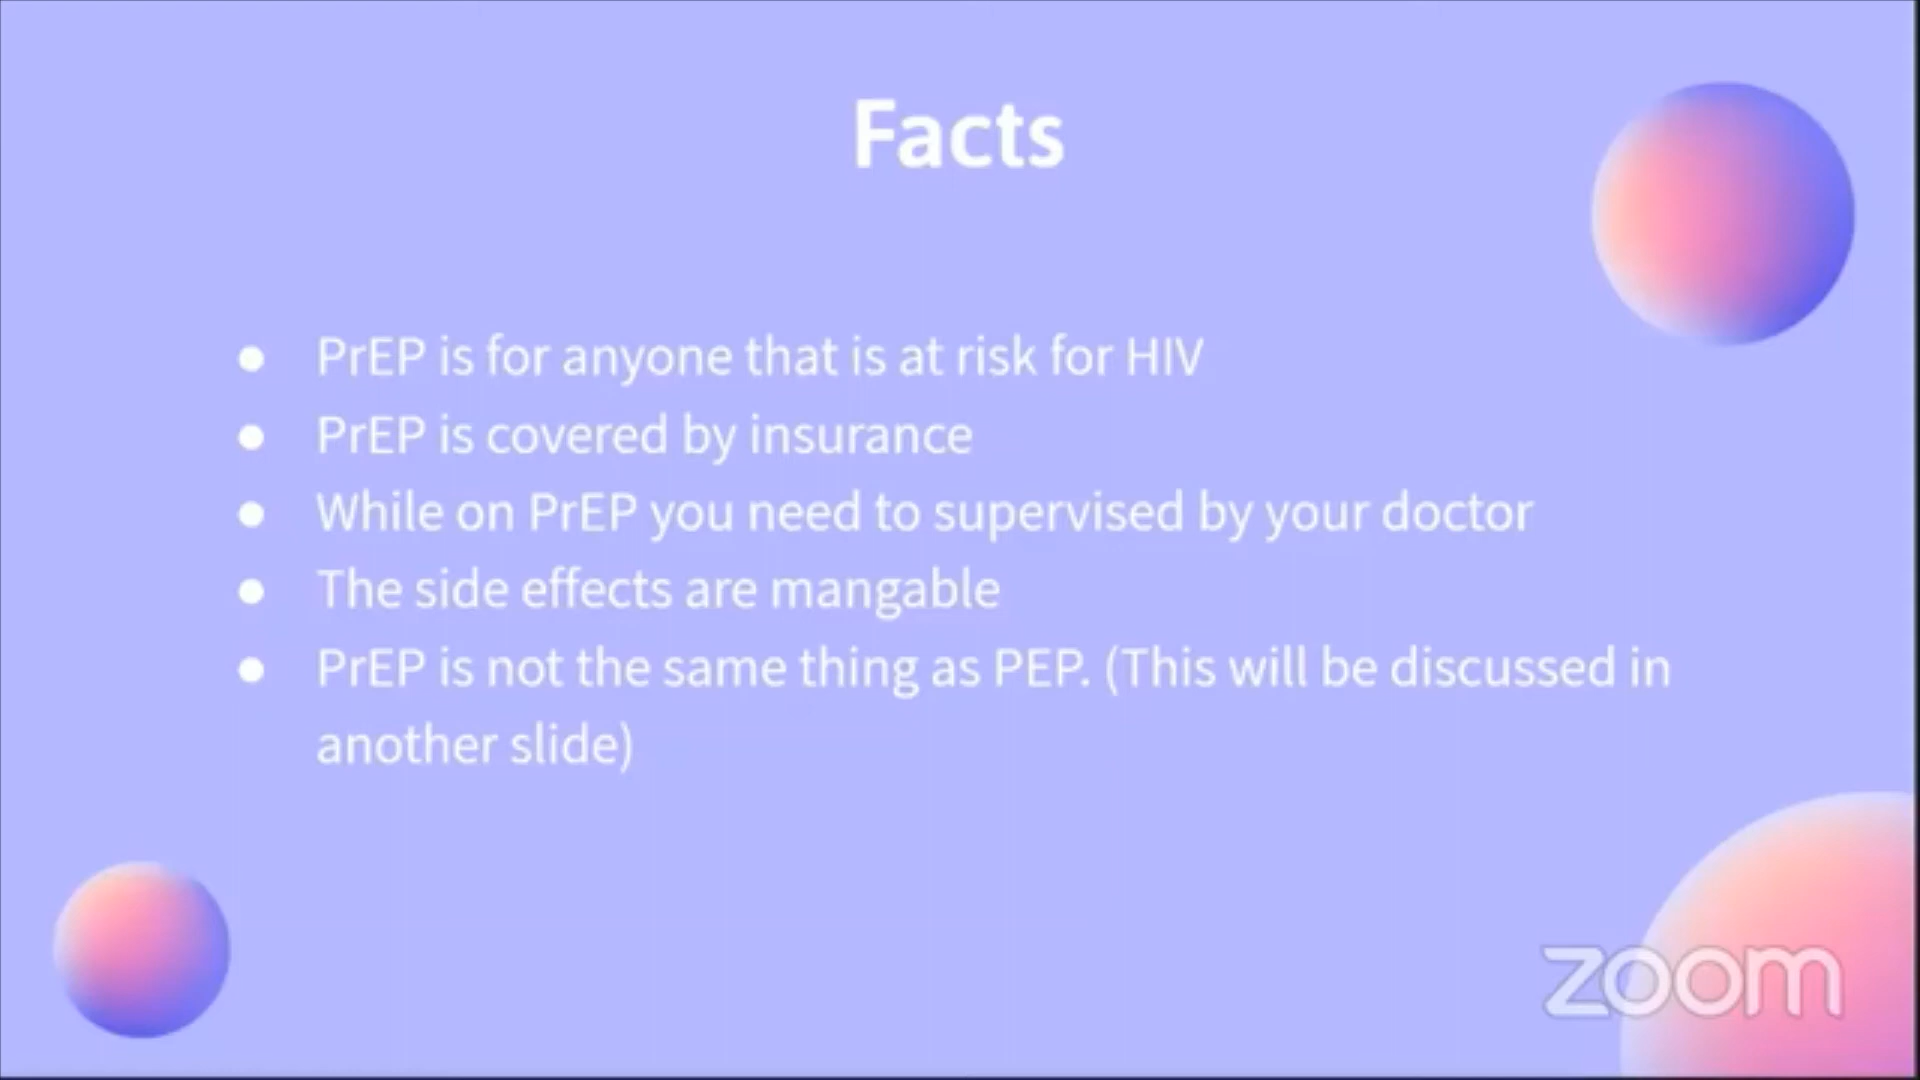 Facts
● PrEP is for anyone that is at risk for HIV
● PrEP is covered by insurance
● While on PrEP you need to supervised by your doctor
● The side effects are mangable
● PrEP is not the same thing as PEP. (This will be discussed in
another slide)
zoom